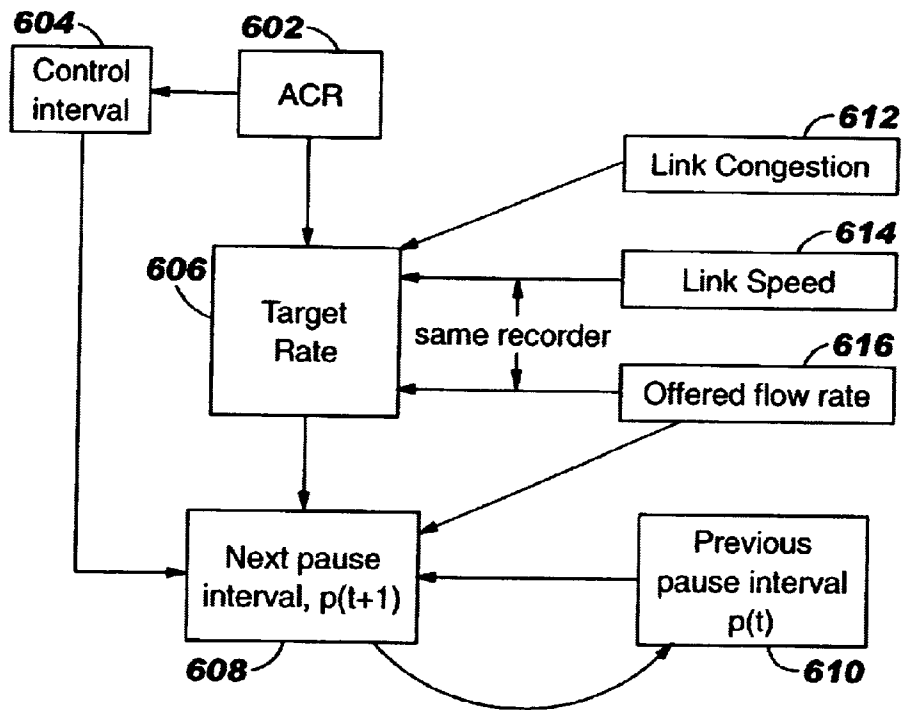 604
602
Control
interval
ACR
612
Link Congestion
614
Link Speed
606
Target
Rate
same recorder
616
Offered flow rate
Next pause
interval, p(t+1)
Previous
pause interval
p(t)
608
610